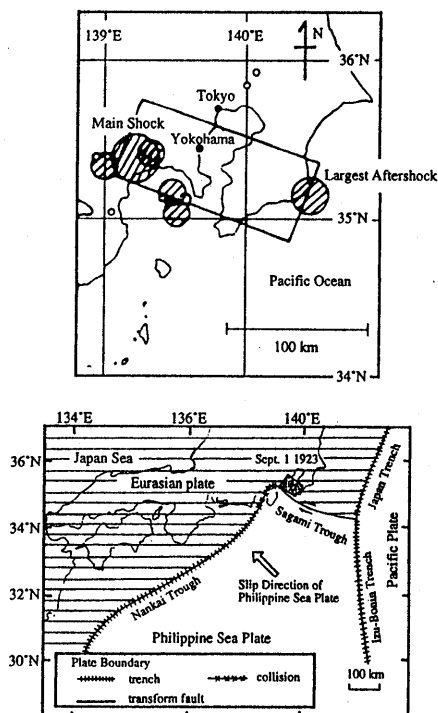 139°E 140°E
N
36°N
Tokyo
Main Shock
Yokohama
Largest Aftershock
35°N
Pacific Ocean
100 km
34°N
134°E 136°E 140°E
Japan Sea
Sept. 1 1923
36°N
Eurasian plate
Japan Trench
Sagami Trough
34°N
Pacific Plate
Slip Direction of
Philippine Sea Plate
Nankai Trough
Izu-Bonin Trench
32°N
Philippine Sea Plate
30°N
Plate Boundary
100 km
trench
collision
transform fault